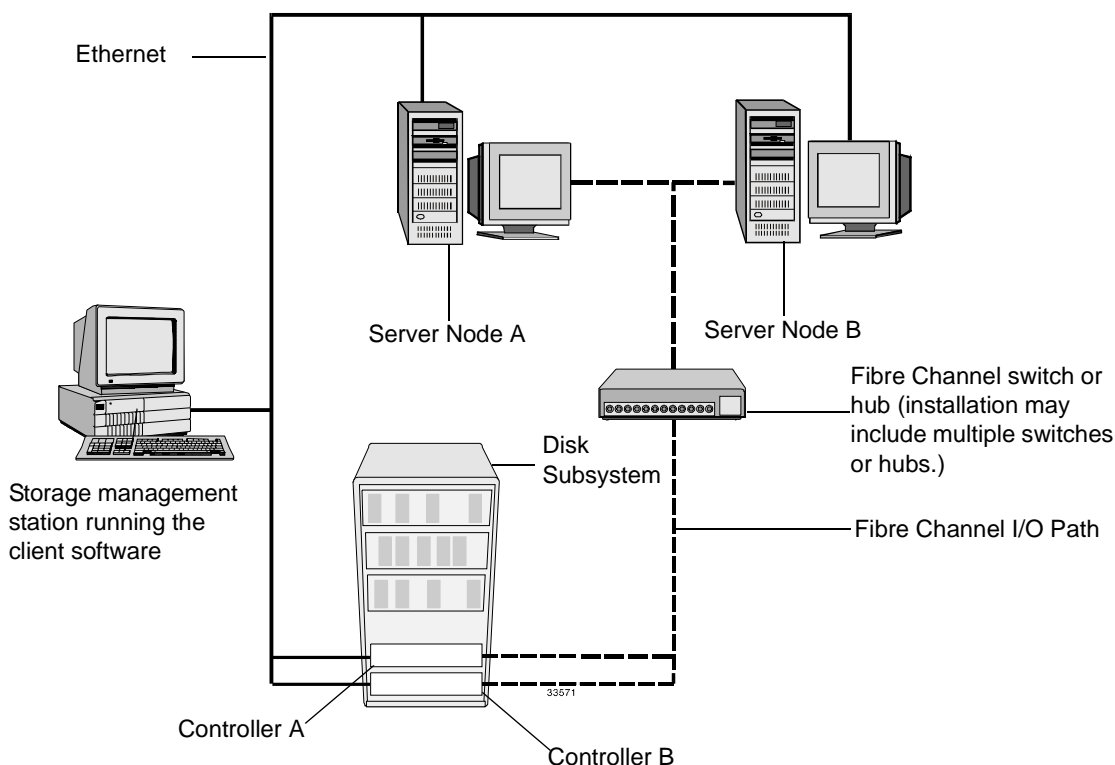 Ethernet
Server Node A
Server Node B
Fibre Channel switch or
hub (installation may
include multiple switches
or hubs.)
Disk
Subsystem
Storage management
station running the
client software
Fibre Channel I/O Path
33571
Controller A
Controller B